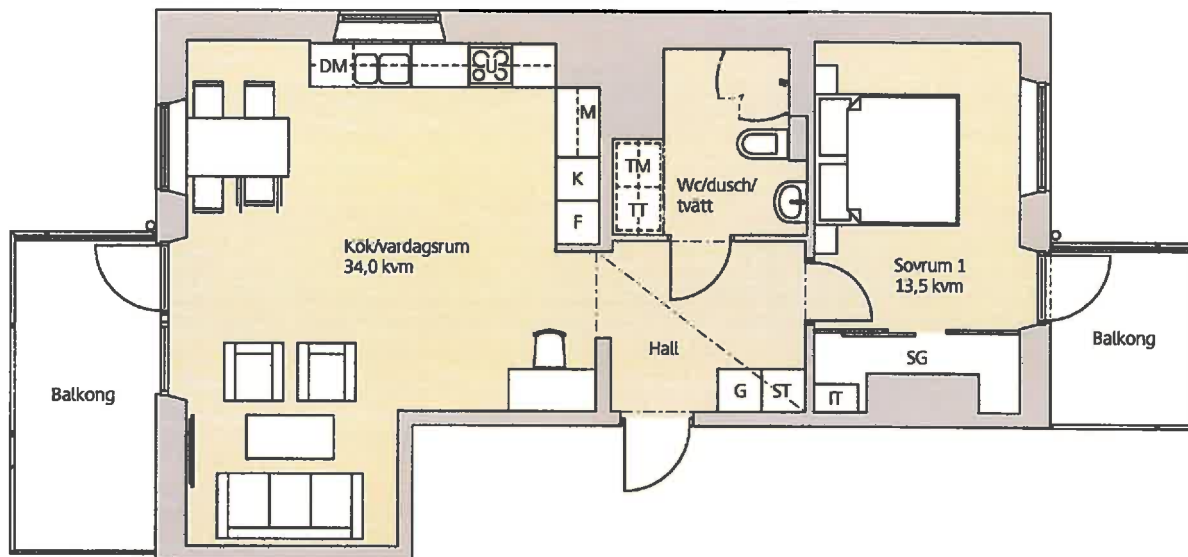 DM
U
M
K
F
TM
TT
Wc/dusch/
tvätt
Kök/vardagsrum
34,0 kvm
Sovrum 1
13,5 kvm
Balkong
Hall
G
ST
SG
IT
Balkong